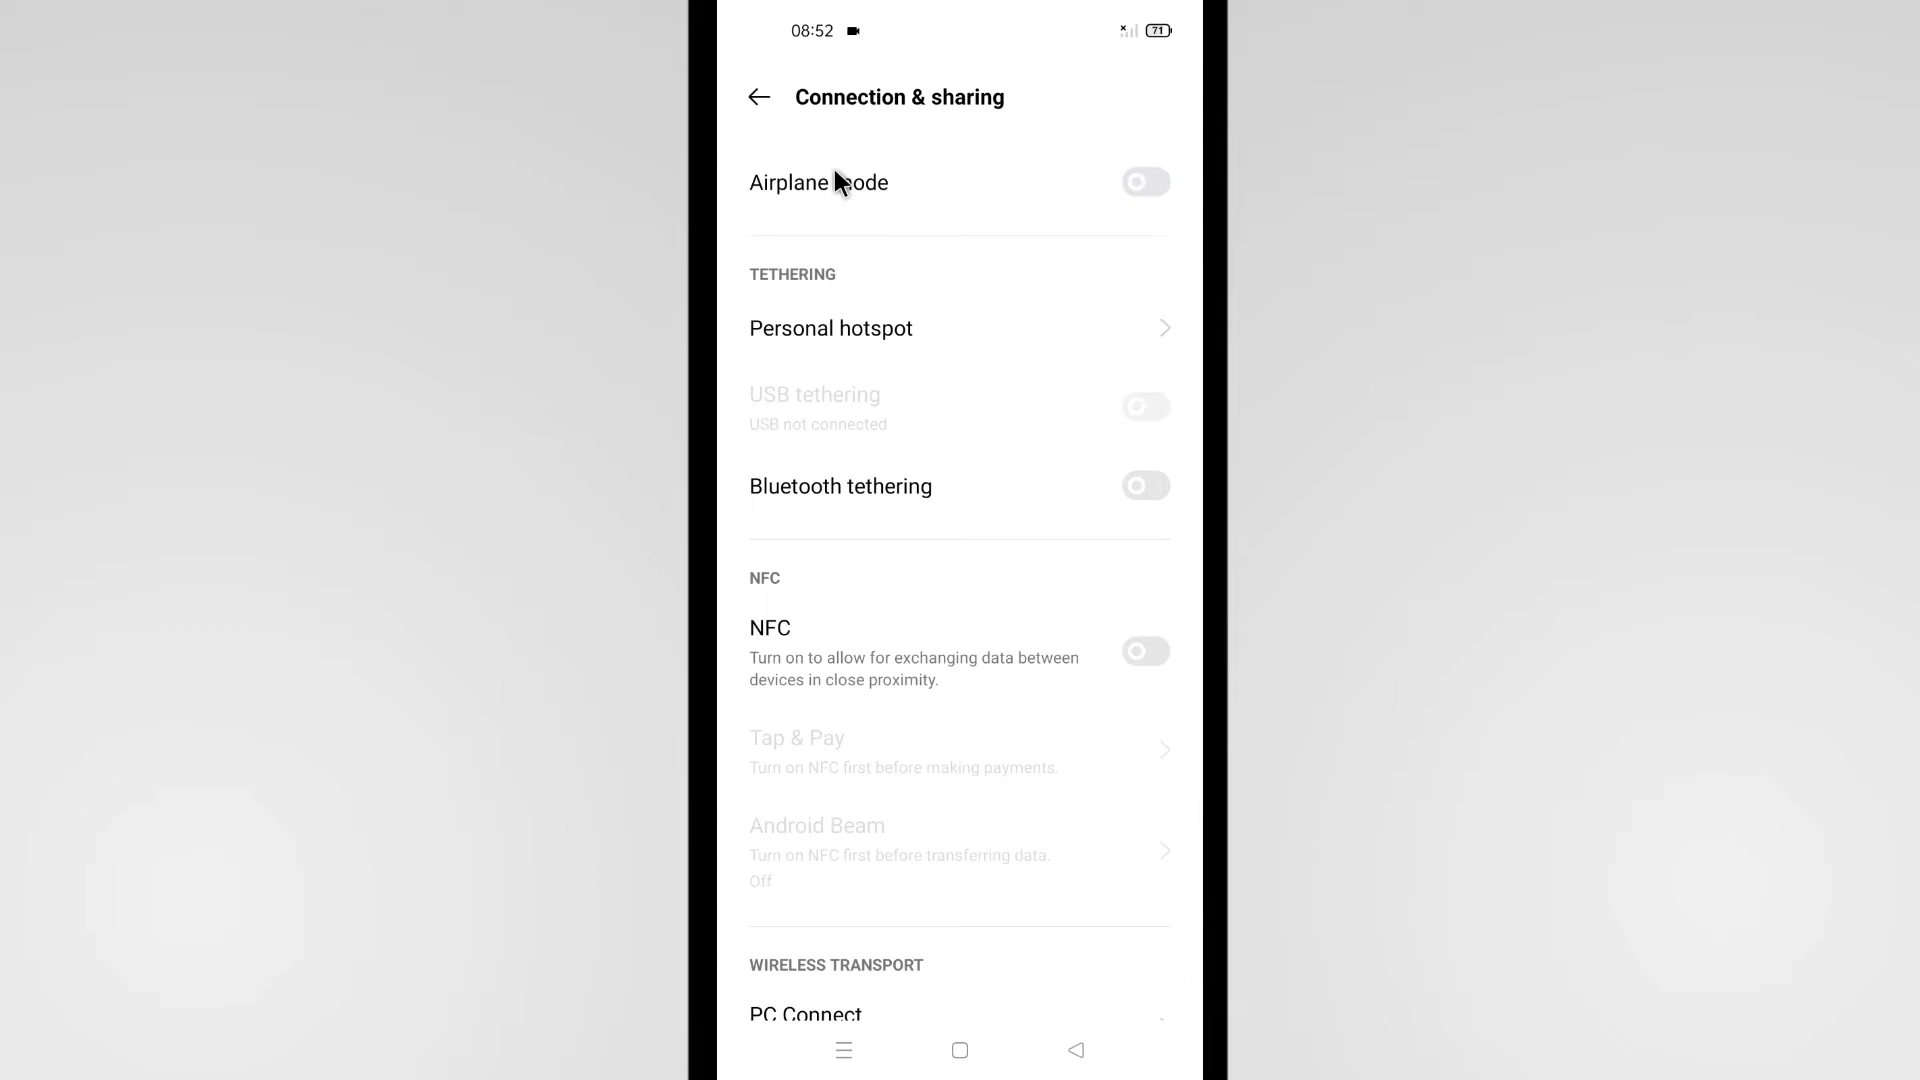 08:52
71
Connection & sharing
Airplane mode
TETHERING
Personal hotspot
USB tethering
USB not connected
Bluetooth tethering
NFC
NFC
Turn on to allow for exchanging data between
devices in close proximity.
Tap & Pay
Turn on NFC first before making payments.
Android Beam
Turn on NFC first before transferring data.
Off
WIRELESS TRANSPORT
PC Connect